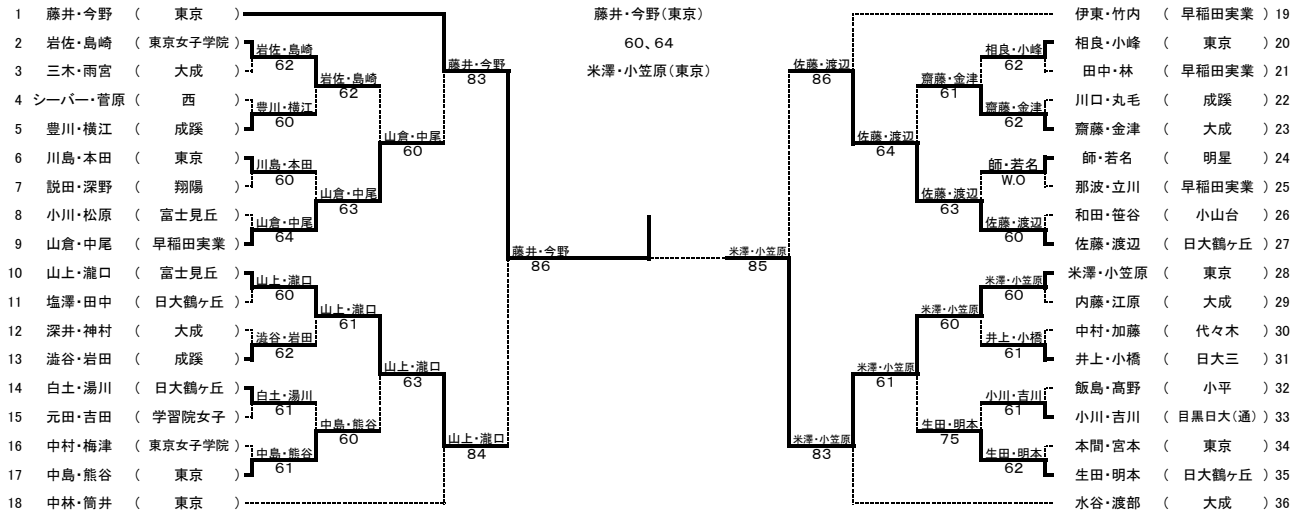 藤井・今野(東京)
60、64
米澤・小笠原(東京)
1 藤井・今野 ( 東京 )
2 岩佐・島崎 ( 東京女子学院 )
3 三木・雨宮 ( 大成 )
4 シーバー・菅原 ( 西 )
5 豊川・横江 ( 成蹊 )
6 川島・本田 ( 東京 )
7 説田・深野 ( 翔陽 )
8 小川・松原 ( 富士見丘 )
9 山倉・中尾 ( 早稲田実業 )
10 山上・瀧口 ( 富士見丘 )
11 塩澤・田中 ( 日大鶴ヶ丘 )
12 深井・神村 ( 大成 )
13 澁谷・岩田 ( 成蹊 )
14 白土・湯川 ( 日大鶴ヶ丘 )
15 元田・吉田 ( 学習院女子 )
16 中村・梅津 ( 東京女子学院 )
17 中島・熊谷 ( 東京 )
18 中林・筒井 ( 東京 )
岩佐・島崎
62
豊川・横江
60
川島・本田
60
山倉・中尾
64
山上・瀧口
60
澁谷・岩田
62
白土・湯川
61
中島・熊谷
61
岩佐・島崎
62
山倉・中尾
63
山上・瀧口
61
中島・熊谷
60
山倉・中尾
60
山上・瀧口
63
藤井・今野
83
山上・瀧口
84
藤井・今野
86
米澤・小笠原
85
佐藤・渡辺
86
米澤・小笠原
83
佐藤・渡辺
64
米澤・小笠原
61
齋藤・金津
61
佐藤・渡辺
63
米澤・小笠原
60
生田・明本
75
相良・小峰
62
齋藤・金津
62
師・若名
W.O
佐藤・渡辺
60
米澤・小笠原
60
井上・小橋
61
小川・吉川
61
生田・明本
62
伊東・竹内 ( 早稲田実業 ) 19
相良・小峰 ( 東京 ) 20
田中・林 ( 早稲田実業 ) 21
川口・丸毛 ( 成蹊 ) 22
齋藤・金津 ( 大成 ) 23
師・若名 ( 明星 ) 24
那波・立川 ( 早稲田実業 ) 25
和田・笹谷 ( 小山台 ) 26
佐藤・渡辺 ( 日大鶴ヶ丘 ) 27
米澤・小笠原 ( 東京 ) 28
内藤・江原 ( 大成 ) 29
中村・加藤 ( 代々木 ) 30
井上・小橋 ( 日大三 ) 31
飯島・髙野 ( 小平 ) 32
小川・吉川 ( 目黒日大(通) ) 33
本間・宮本 ( 東京 ) 34
生田・明本 ( 日大鶴ヶ丘 ) 35
水谷・渡部 ( 大成 ) 36